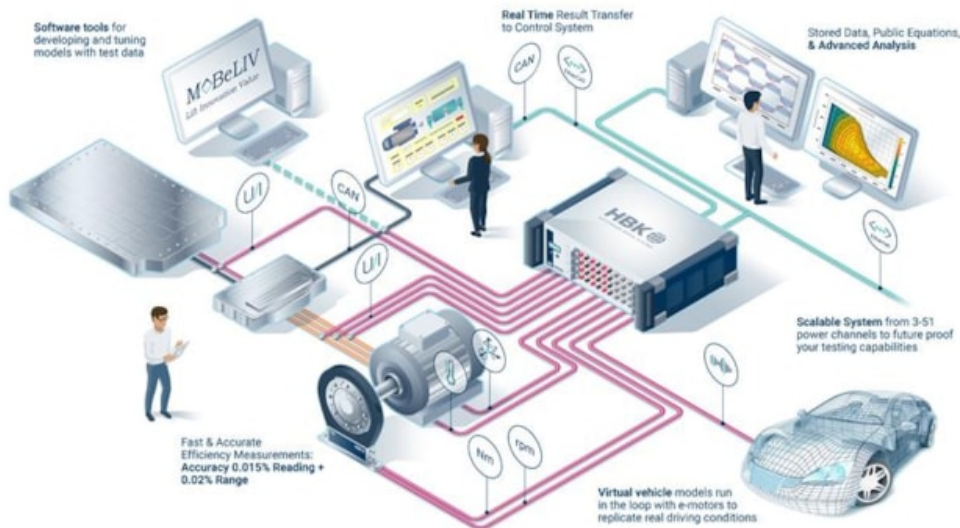 Software tools for
developing and tuning
models with test data
MOBeLIV
Lift Innovation Value
Real Time Result Transfer
to Control System
CAN
EtherCAT
Stored Data, Public Equations,
& Advanced Analysis
U/I
CAN
U/I
HBK
Scalable System from 3-51
power channels to future proof
your testing capabilities
Fast & Accurate
Efficiency Measurements:
Accuracy 0.015% Reading +
0.02% Range
Nm
rpm
Virtual vehicle models run
in the loop with e-motors to
replicate real driving conditions